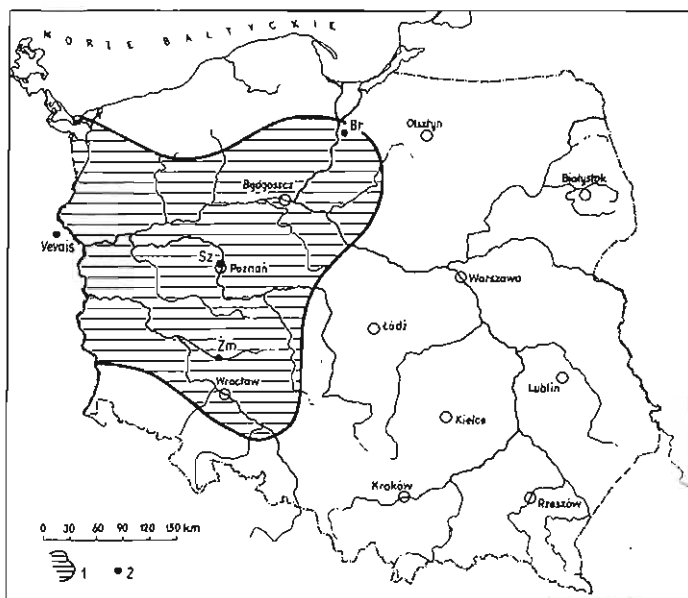 MORZE BAŁTYCKIE
Br
Olsztyn
Bydgoszcz
Białystok
Vevais
Sz
Poznań
Warszawa
Łódź
Żm
Wrocław
Lublin
Kielce
Kraków
Rzeszów
0 30 60 90 120 150 km
1 2